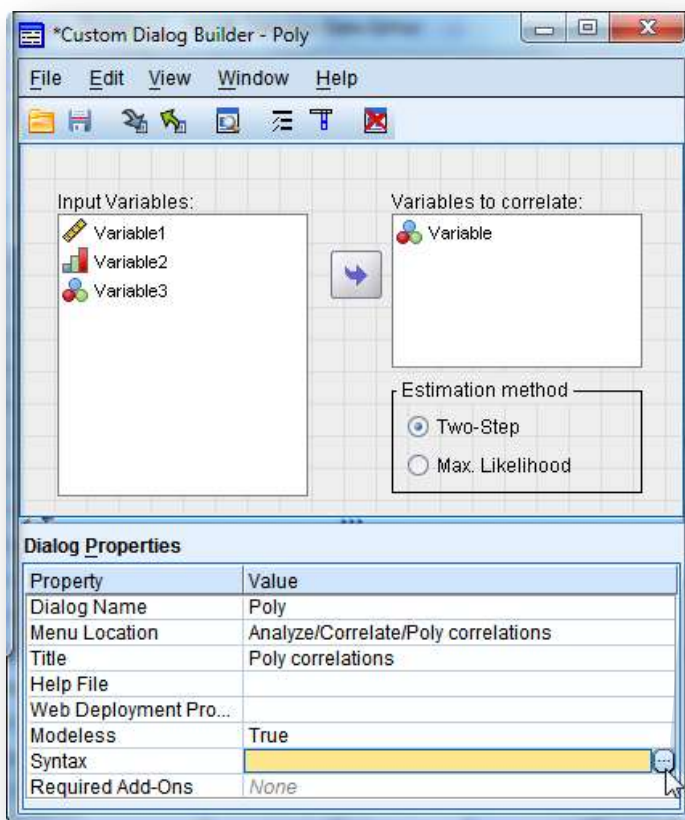 *Custom Dialog Builder - Poly
File Edit View Window Help
Input Variables:
Variable1
Variable2
Variable3
Variables to correlate:
Variable
Estimation method
Two-Step
Max. Likelihood
Dialog Properties
Property Value
Dialog Name Poly
Menu Location Analyze/Correlate/Poly correlations
Title Poly correlations
Help File
Web Deployment Pro...
Modeless True
Syntax
Required Add-Ons None